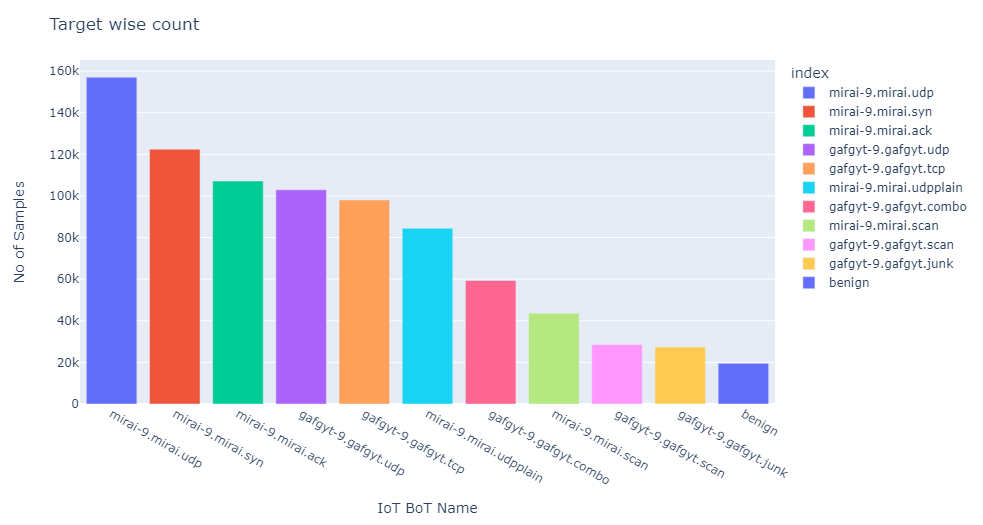 Target wise count
160k
140k
120k
100k
80k
60k
40k
20k
0
No of Samples
mirai-9.mirai.udp
mirai-9.mirai.syn
mirai-9.mirai.ack
gafgyt-9.gafgyt.udp
gafgyt-9.gafgyt.tcp
mirai-9.mirai.udpplain
gafgyt-9.gafgyt.combo
mirai-9.mirai.scan
gafgyt-9.gafgyt.scan
gafgyt-9.gafgyt.junk
benign
IoT BoT Name
index
mirai-9.mirai.udp
mirai-9.mirai.syn
mirai-9.mirai.ack
gafgyt-9.gafgyt.udp
gafgyt-9.gafgyt.tcp
mirai-9.mirai.udpplain
gafgyt-9.gafgyt.combo
mirai-9.mirai.scan
gafgyt-9.gafgyt.scan
gafgyt-9.gafgyt.junk
benign